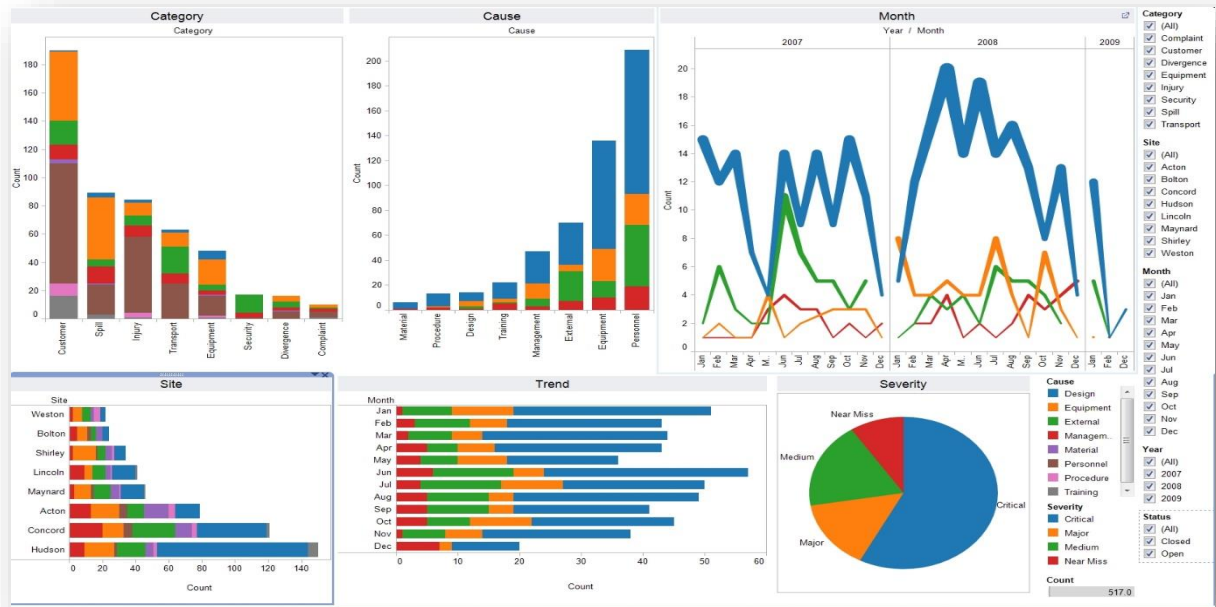 Category
Category
Count
180
160
140
120
100
80
60
40
20
0
Customer
Spill
Injury
Transport
Equipment
Security
Divergence
Complaint
Cause
Cause
Count
200
180
160
140
120
100
80
60
40
20
0
Material
Procedure
Design
Training
Management
External
Equipment
Personnel
Month
Year / Month
2007 2008 2009
Count
20
18
16
14
12
10
8
6
4
2
0
Jan Feb Mar Apr M. Jun Jul Aug Sep Oct Nov Dec Jan Feb Mar Apr M. Jun Jul Aug Sep Oct Nov Dec Jan Feb Dec
Site
Site
Weston
Bolton
Shirley
Lincoln
Maynard
Acton
Concord
Hudson
0 20 40 60 80 100 120 140
Count
Trend
Month
Jan
Feb
Mar
Apr
May
Jun
Jul
Aug
Sep
Oct
Nov
Dec
0 10 20 30 40 50 60
Count
Severity
Near Miss
Medium
Major
Critical
Cause
Design
Equipment
External
Managem..
Material
Personnel
Procedure
Training
Severity
Critical
Major
Medium
Near Miss
Count
517.0
Category
(All)
Complaint
Customer
Divergence
Equipment
Injury
Security
Spill
Transport
Site
(All)
Acton
Bolton
Concord
Hudson
Lincoln
Maynard
Shirley
Weston
Month
(All)
Jan
Feb
Mar
Apr
May
Jun
Jul
Aug
Sep
Oct
Nov
Dec
Year
(All)
2007
2008
2009
Status
(All)
Closed
Open